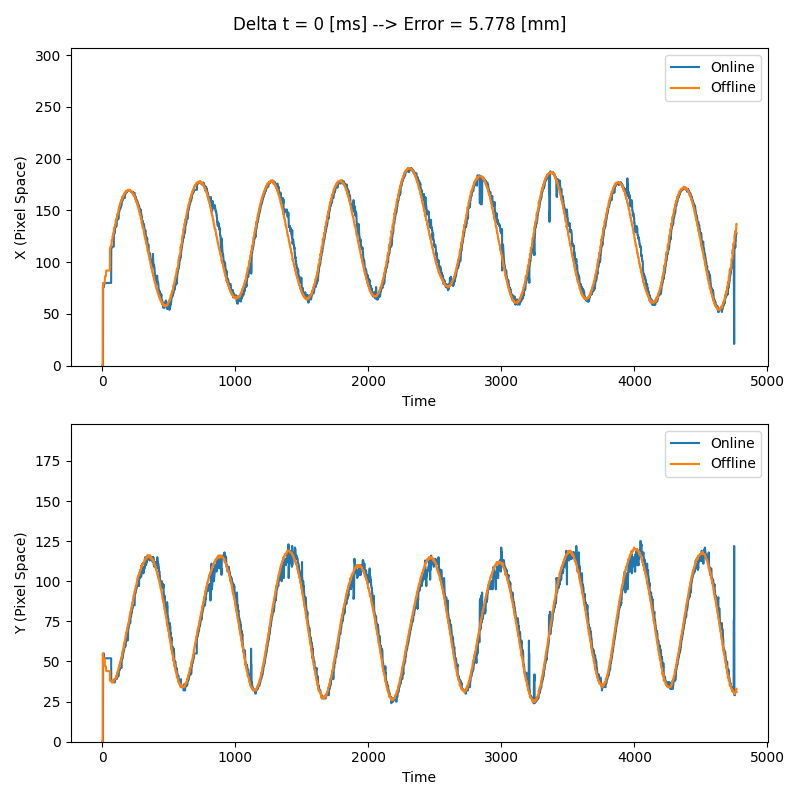 Delta t = 0 [ms] --> Error = 5.778 [mm]
300
250
200
150
100
50
0
X (Pixel Space)
Online
Offline
0 1000 2000 3000 4000 5000
Time
175
150
125
100
75
50
25
0
Y (Pixel Space)
Online
Offline
0 1000 2000 3000 4000 5000
Time